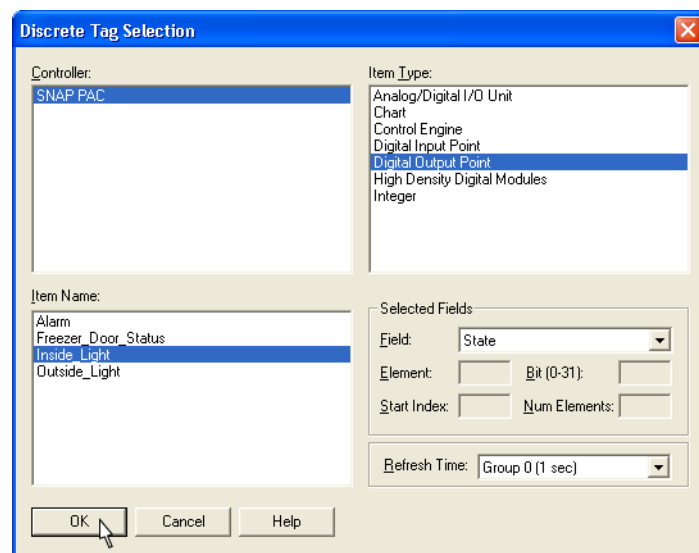 Discrete Tag Selection
Controller:
SNAP PAC
Item Type:
Analog/Digital I/O Unit
Chart
Control Engine
Digital Input Point
Digital Output Point
High Density Digital Modules
Integer
Item Name:
Alarm
Freezer_Door_Status
Inside_Light
Outside_Light
Selected Fields
Field: State
Element: Bit (0-31):
Start Index: Num Elements:
Refresh Time: Group 0 (1 sec)
OK Cancel Help